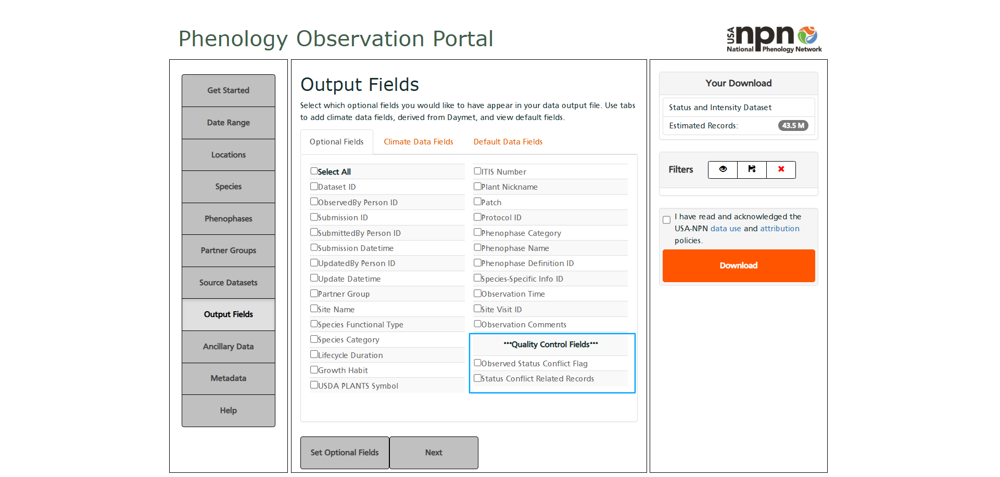 Phenology Observation Portal
USA npn
National Phenology Network
Get Started
Date Range
Locations
Species
Phenophases
Partner Groups
Source Datasets
Output Fields
Ancillary Data
Metadata
Help
Output Fields
Select which optional fields you would like to have appear in your data output file. Use tabs
to add climate data fields, derived from Daymet, and view default fields.
Optional Fields
Climate Data Fields
Default Data Fields
Select All
Dataset ID
ObservedBy Person ID
Submission ID
SubmittedBy Person ID
Submission Datetime
UpdatedBy Person ID
Update Datetime
Partner Group
Site Name
Species Functional Type
Species Category
Lifecycle Duration
Growth Habit
USDA PLANTS Symbol
ITIS Number
Plant Nickname
Patch
Protocol ID
Phenophase Category
Phenophase Name
Phenophase Definition ID
Species-Specific Info ID
Observation Time
Site Visit ID
Observation Comments
***Quality Control Fields***
Observed Status Conflict Flag
Status Conflict Related Records
Set Optional Fields
Next
Your Download
Status and Intensity Dataset
Estimated Records: 43.5 M
Filters
I have read and acknowledged the
USA-NPN data use and attribution
policies.
Download